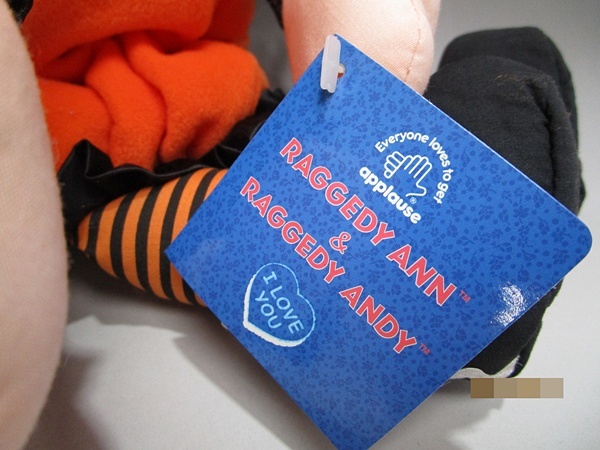 Everyone loves to get
applause®
RAGGEDY ANN™
&
RAGGEDY ANDY™
I LOVE
YOU